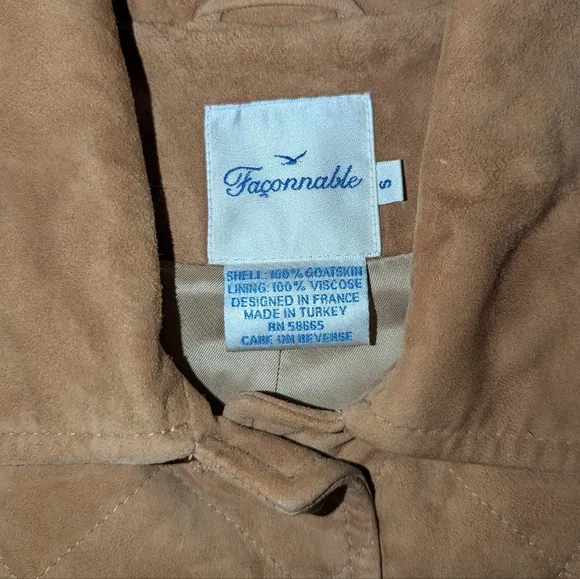 Façonnable
S
SHELL: 100% GOATSKIN
LINING: 100% VISCOSE
DESIGNED IN FRANCE
MADE IN TURKEY
RN 58665
CARE ON REVERSE